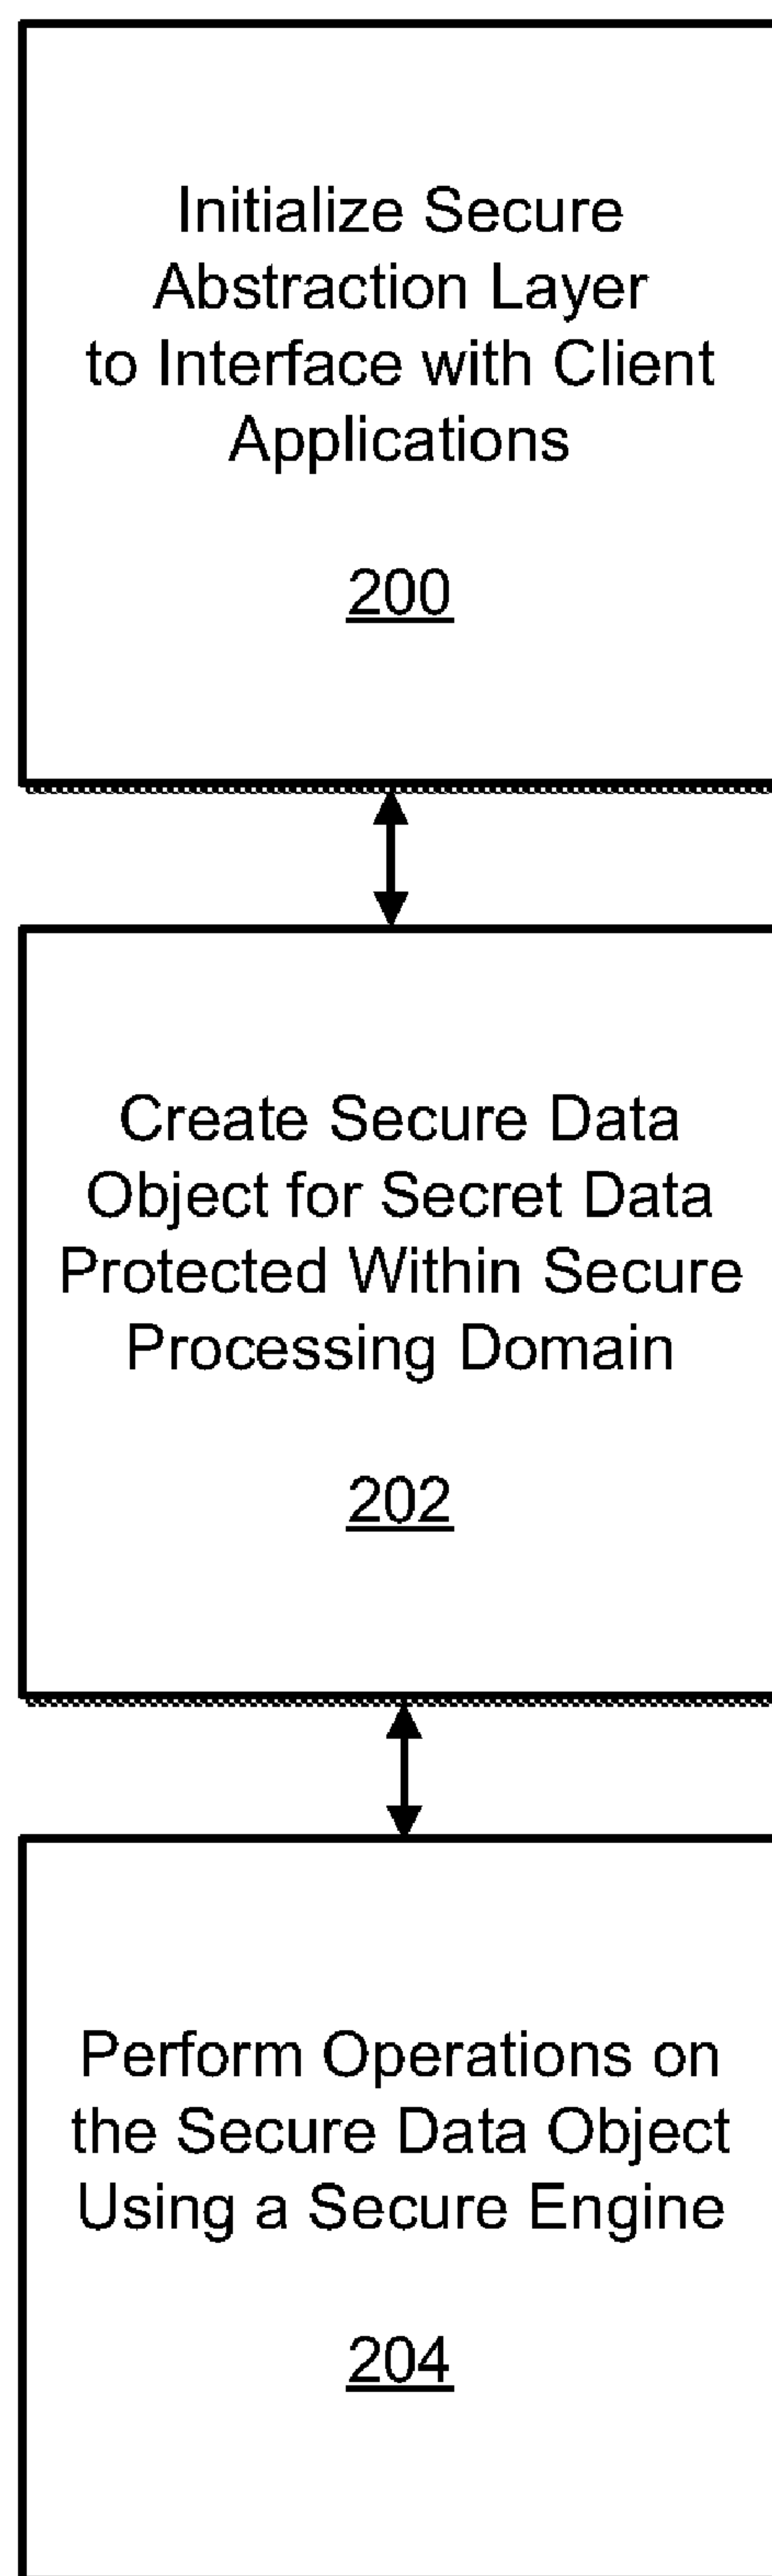 Initialize Secure
Abstraction Layer
to Interface with Client
Applications
200
Create Secure Data
Object for Secret Data
Protected Within Secure
Processing Domain
202
Perform Operations on
the Secure Data Object
Using a Secure Engine
204